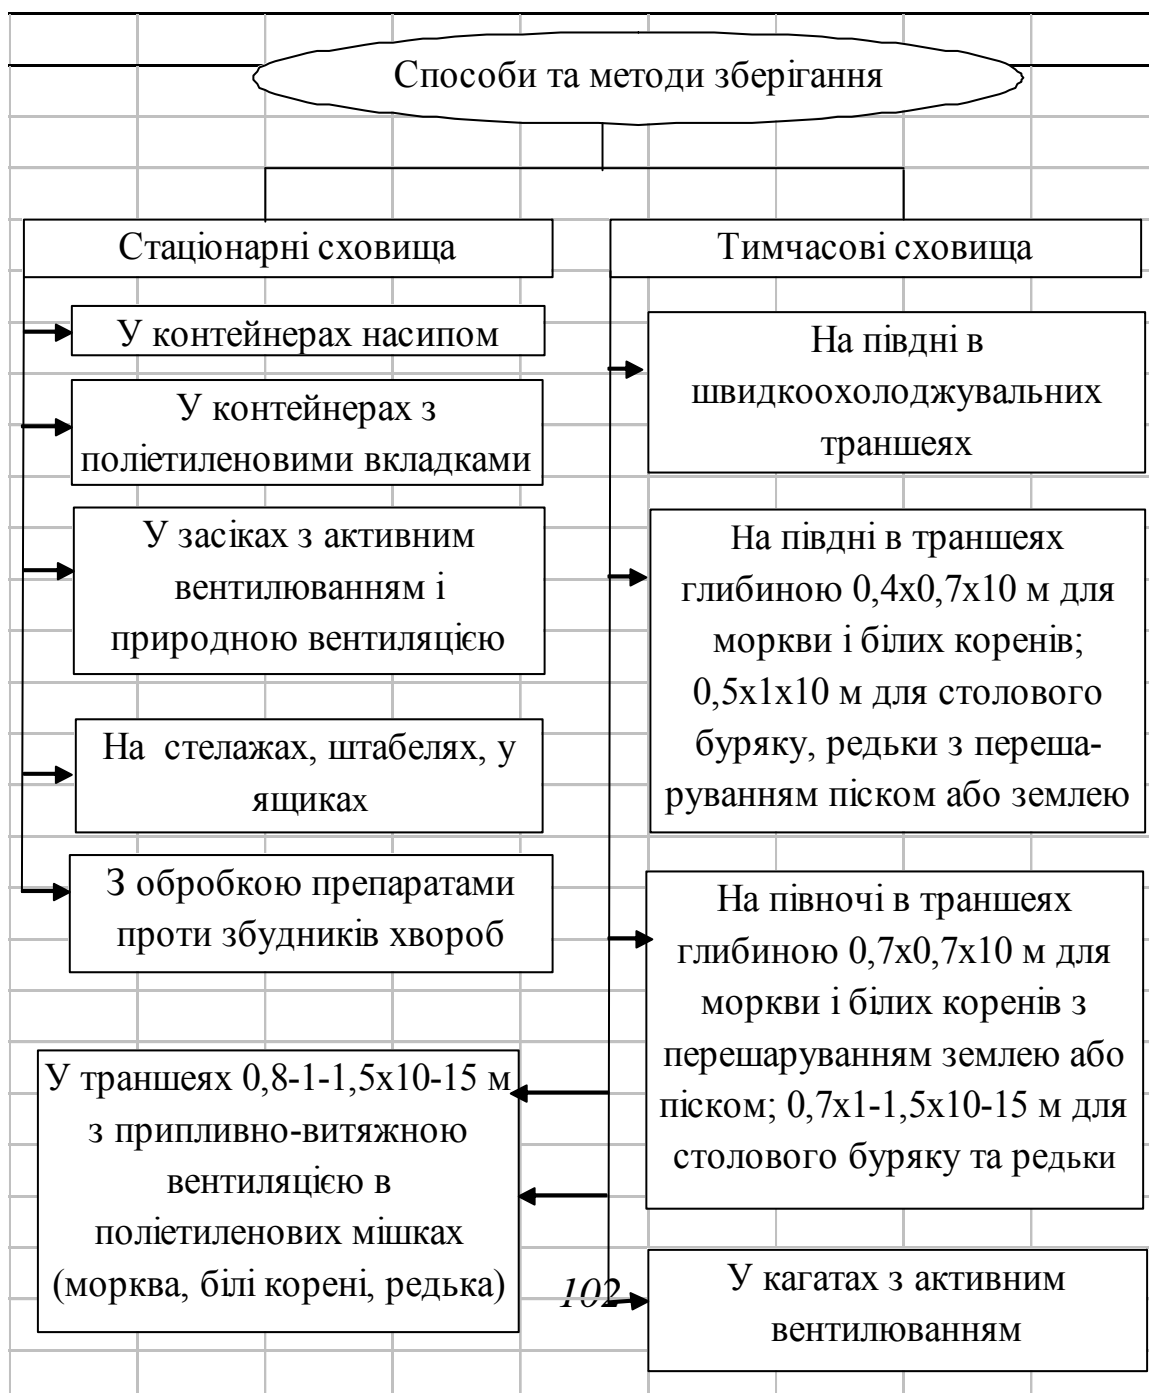 Способи та методи зберігання
Стаціонарні сховища
У контейнерах насипом
У контейнерах з
поліетиленовими вкладками
У засіках з активним
вентилюванням і
природною вентиляцією
На стелажах, штабелях, у
ящиках
З обробкою препаратами
проти збудників хвороб
Тимчасові сховища
На півдні в
швидкоохолоджувальних
траншеях
На півдні в траншеях
глибиною 0,4х0,7х10 м для
моркви і білих коренів;
0,5х1х10 м для столового
буряку, редьки з переша-
руванням піском або землею
На півночі в траншеях
глибиною 0,7х0,7х10 м для
моркви і білих коренів з
перешаруванням землею або
піском; 0,7х1-1,5х10-15 м для
столового буряку та редьки
У траншеях 0,8-1-1,5х10-15 м
з припливно-витяжною
вентиляцією в
поліетиленових мішках
(морква, білі корені, редька)
У кагатах з активним
вентилюванням
102